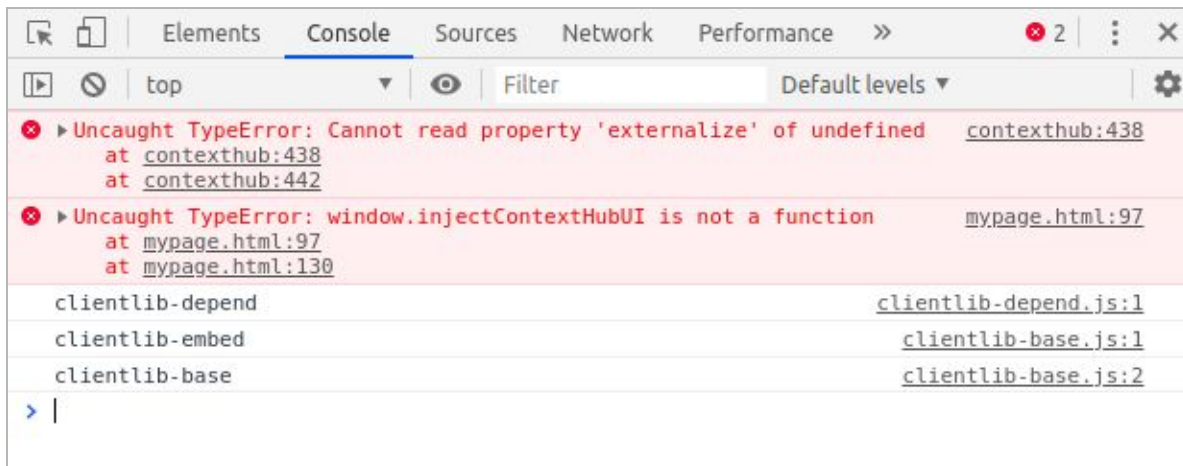 Elements Console Sources Network Performance » 2
top Filter Default levels
Uncaught TypeError: Cannot read property 'externalize' of undefined contexthub:438
at contexthub:438
at contexthub:442
Uncaught TypeError: window.injectContextHubUI is not a function mypage.html:97
at mypage.html:97
at mypage.html:130
clientlib-depend clientlib-depend.js:1
clientlib-embed clientlib-base.js:1
clientlib-base clientlib-base.js:2